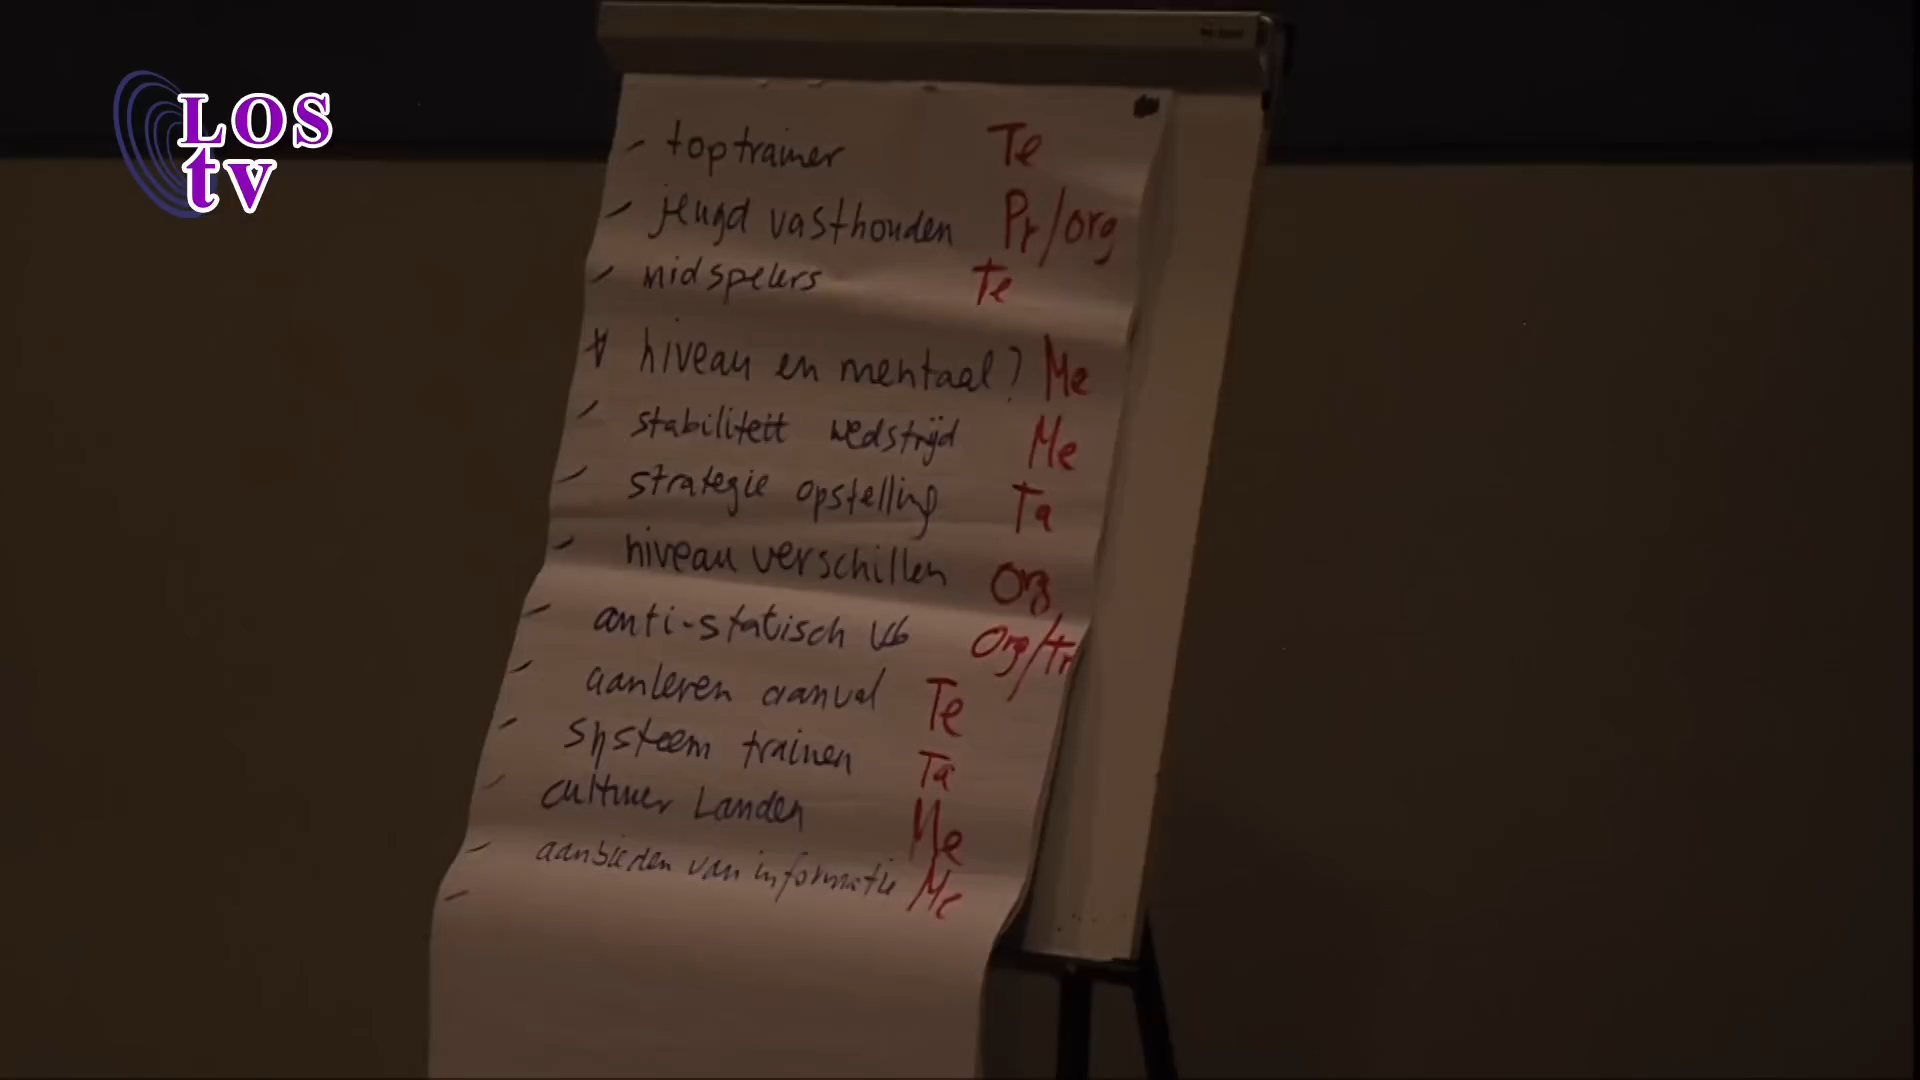 LOS
tv
- toptrainer Te
- jeugd vasthouden Pr/org
- midspelers Te
* niveau en mentaal? Me
- stabiliteit wedstrijd Me
- strategie opstelling Ta
- niveau verschillen Org
- anti-statisch Vb Org/Tr
- aanleren aanval Te
- systeem trainen Ta
- cultuur Landen Me
- aanbieden van informatie Me
-